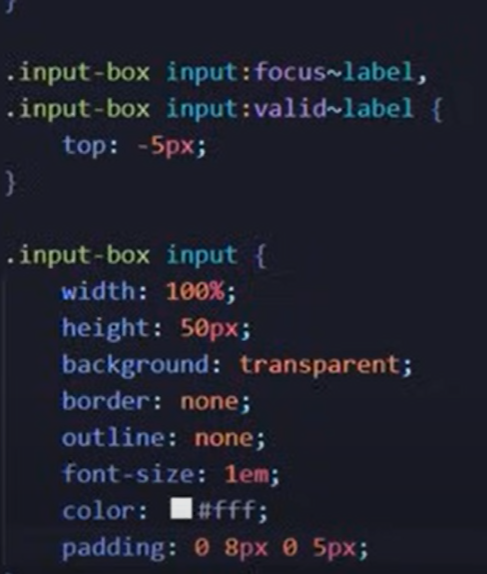 }
.input-box input:focus~label,
.input-box input:valid~label {
    top: -5px;
}
.input-box input {
    width: 100%;
    height: 50px;
    background: transparent;
    border: none;
    outline: none;
    font-size: 1em;
    color: #fff;
    padding: 0 8px 0 5px;